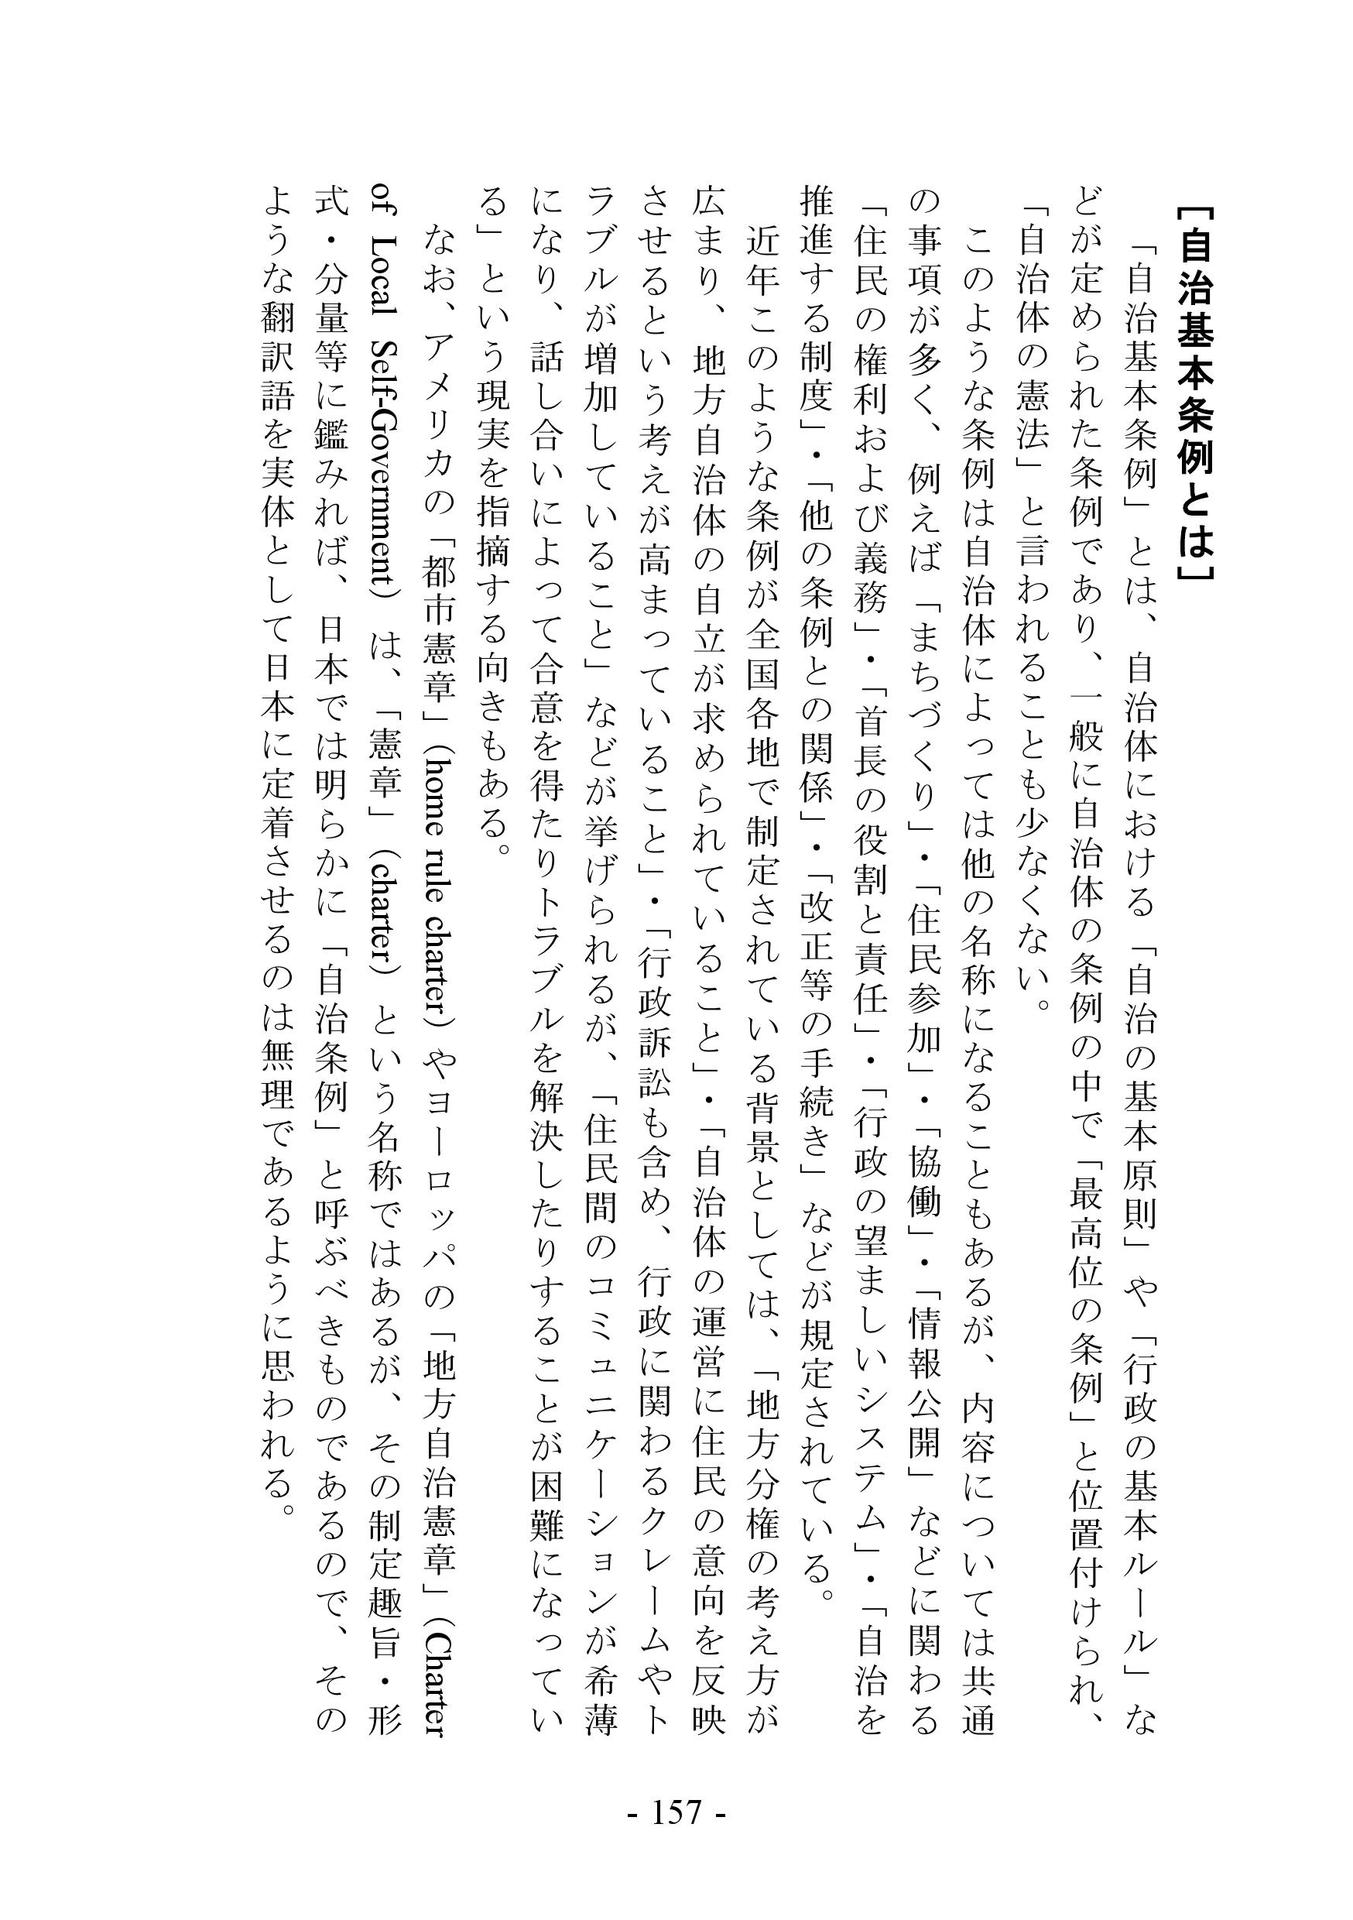 [自治基本条例とは]
「自治基本条例」とは、自治体における「自治の基本原則」や「行政の基本ルール」な
どが定められた条例であり、一般に自治体の条例の中で「最高位の条例」と位置付けられ、
「自治体の憲法」と言われることも少なくない。
このような条例は自治体によっては他の名称になることもあるが、内容については共通
の事項が多く、例えば「まちづくり」・「住民参加」・「協働」・「情報公開」などに関わる
「住民の権利および義務」・「首長の役割と責任」・「行政の望ましいシステム」・「自治を
推進する制度」・「他の条例との関係」・「改正等の手続き」などが規定されている。
近年このような条例が全国各地で制定されている背景としては、「地方分権の考え方が
広まり、地方自治体の自立が求められていること」・「自治体の運営に住民の意向を反映
させるという考えが高まっていること」・「行政訴訟も含め、行政に関わるクレームやト
ラブルが増加していること」などが挙げられるが、「住民間のコミュニケーションが希薄
になり、話し合いによって合意を得たりトラブルを解決したりすることが困難になってい
る」という現実を指摘する向きもある。
なお、アメリカの「都市憲章」(home rule charter) やヨーロッパの「地方自治憲章」(Charter
of Local Self-Government) は、「憲章」(charter) という名称ではあるが、その制定趣旨・形
式・分量等に鑑みれば、日本では明らかに「自治条例」と呼ぶべきものであるので、その
ような翻訳語を実体として日本に定着させるのは無理であるように思われる。
- 157 -